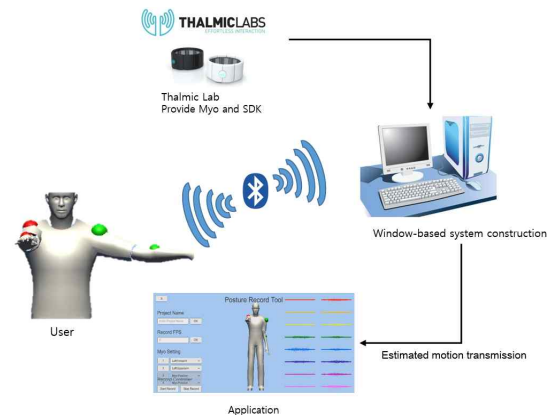 THALMICLABS
EFFORTLESS INTERACTION
Thalmic Lab
Provide Myo and SDK
Window-based system construction
User
Posture Record Tool
Project Name
Record FPS
Myo Setting
Estimated motion transmission
Application